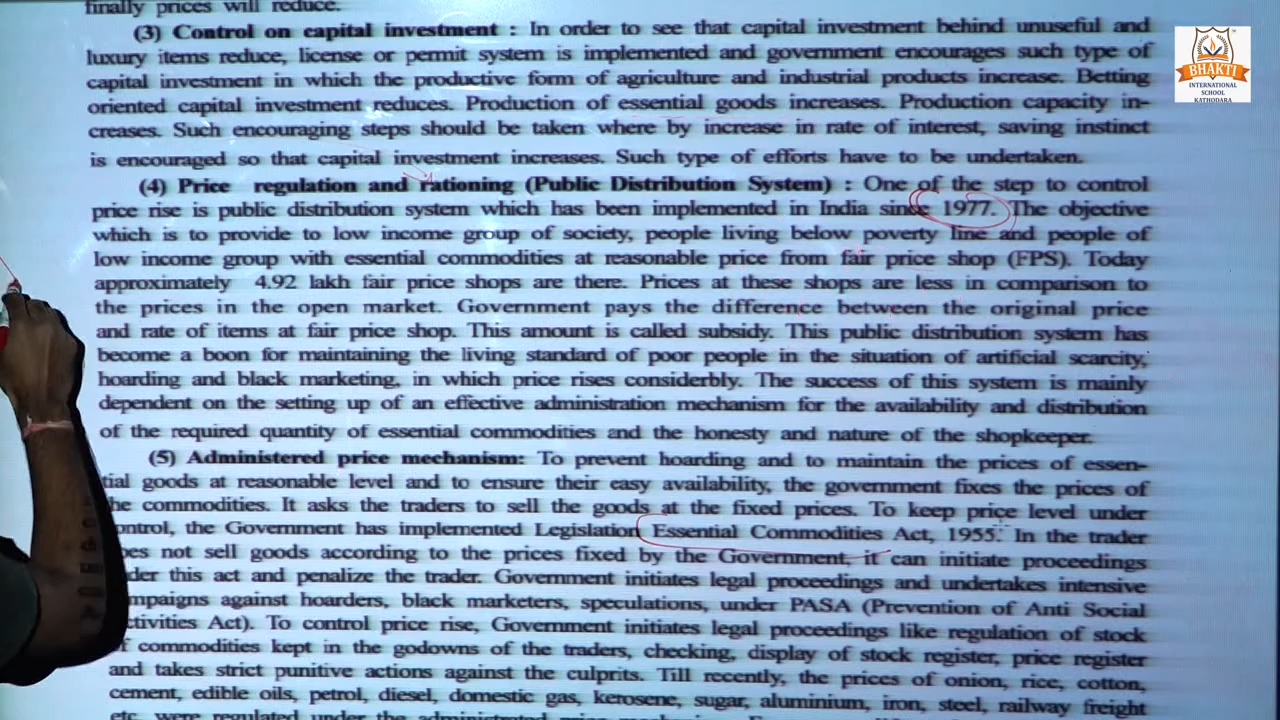 finally prices will reduce.
(3) Control on capital investment : In order to see that capital investment behind unuseful and
luxury items reduce, license or permit system is implemented and government encourages such type of
capital investment in which the productive form of agriculture and industrial products increase. Betting
oriented capital investment reduces. Production of essential goods increases. Production capacity in-
creases. Such encouraging steps should be taken where by increase in rate of interest, saving instinct
is encouraged so that capital investment increases. Such type of efforts have to be undertaken.
(4) Price regulation and rationing (Public Distribution System) : One of the step to control
price rise is public distribution system which has been implemented in India since 1977. The objective
which is to provide to low income group of society, people living below poverty line and people of
low income group with essential commodities at reasonable price from fair price shop (FPS). Today
approximately 4.92 lakh fair price shops are there. Prices at these shops are less in comparison to
the prices in the open market. Government pays the difference between the original price
and rate of items at fair price shop. This amount is called subsidy. This public distribution system has
become a boon for maintaining the living standard of poor people in the situation of artificial scarcity,
hoarding and black marketing, in which price rises considerbly. The success of this system is mainly
dependent on the setting up of an effective administration mechanism for the availability and distribution
of the required quantity of essential commodities and the honesty and nature of the shopkeeper.
(5) Administered price mechanism: To prevent hoarding and to maintain the prices of essen-
tial goods at reasonable level and to ensure their easy availability, the government fixes the prices of
he commodities. It asks the traders to sell the goods at the fixed prices. To keep price level under
ontrol, the Government has implemented Legislation Essential Commodities Act, 1955. In the trader
es not sell goods according to the prices fixed by the Government, it can initiate proceedings
der this act and penalize the trader. Government initiates legal proceedings and undertakes intensive
mpaigns against hoarders, black marketers, speculations, under PASA (Prevention of Anti Social
ctivities Act). To control price rise, Government initiates legal proceedings like regulation of stock
f commodities kept in the godowns of the traders, checking, display of stock register, price register
and takes strict punitive actions against the culprits. Till recently, the prices of onion, rice, cotton,
cement, edible oils, petrol, diesel, domestic gas, kerosene, sugar, aluminium, iron, steel, railway freight
etc. were regulated under the administered price
BHAKTI
INTERNATIONAL
SCHOOL
KATHODARA